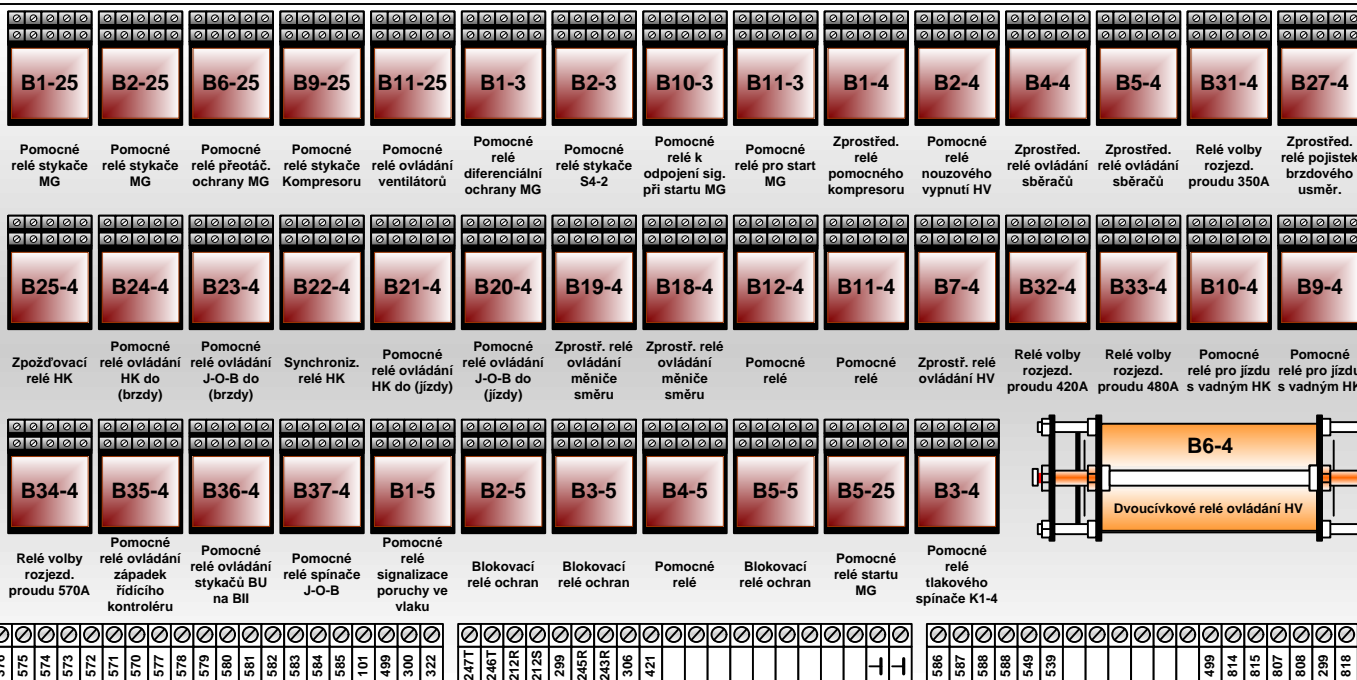 B1-25 B2-25 B6-25 B9-25 B11-25 B1-3 B2-3 B10-3 B11-3 B1-4 B2-4 B4-4 B5-4 B31-4 B27-4
Pomocné
relé stykače
MG
Pomocné
relé stykače
MG
Pomocné
relé přeotáč.
ochrany MG
Pomocné
relé stykače
Kompresoru
Pomocné
relé ovládání
ventilátorů
Pomocné
relé
diferenciální
ochrany MG
Pomocné
relé stykače
S4-2
Pomocné
relé k
odpojení sig.
při startu MG
Pomocné
relé pro start
MG
Zprostřed.
relé
pomocného
kompresoru
Pomocné
relé
nouzového
vypnutí HV
Zprostřed.
relé ovládání
sběračů
Zprostřed.
relé ovládání
sběračů
Relé volby
rozjezd.
proudu 350A
Zprostřed.
relé pojistek
brzdového
usměr.
B25-4 B24-4 B23-4 B22-4 B21-4 B20-4 B19-4 B18-4 B12-4 B11-4 B7-4 B32-4 B33-4 B10-4 B9-4
Zpožďovací
relé HK
Pomocné
relé ovládání
HK do
(brzdy)
Pomocné
relé ovládání
J-O-B do
(brzdy)
Synchroniz.
relé HK
Pomocné
relé ovládání
HK do (jízdy)
Pomocné
relé ovládání
J-O-B do
(jízdy)
Zprostř. relé
ovládání
měniče
směru
Zprostř. relé
ovládání
měniče
směru
Pomocné
relé
Pomocné
relé
Zprostř. relé
ovládání HV
Relé volby
rozjezd.
proudu 420A
Relé volby
rozjezd.
proudu 480A
Pomocné
relé pro jízdu
s vadným HK
Pomocné
relé pro jízdu
s vadným HK
B34-4 B35-4 B36-4 B37-4 B1-5 B2-5 B3-5 B4-5 B5-5 B5-25 B3-4
Relé volby
rozjezd.
proudu 570A
Pomocné
relé ovládání
západek
řídícího
kontroléru
Pomocné
relé ovládání
stykačů BU
na BII
Pomocné
relé spínače
J-O-B
Pomocné
relé
signalizace
poruchy ve
vlaku
Blokovací
relé ochran
Blokovací
relé ochran
Pomocné
relé
Blokovací
relé ochran
Pomocné
relé startu
MG
Pomocné
relé
tlakového
spínače K1-4
B6-4
Dvoucívkové relé ovládání HV
575 574 573 572 571 570 577 578 579 580 581 582 583 584 585 101 499 300 322
247T 246T 212R 212S 299 245R 243R 306 421
586 587 588 588 549 539 499 814 815 807 808 299 818